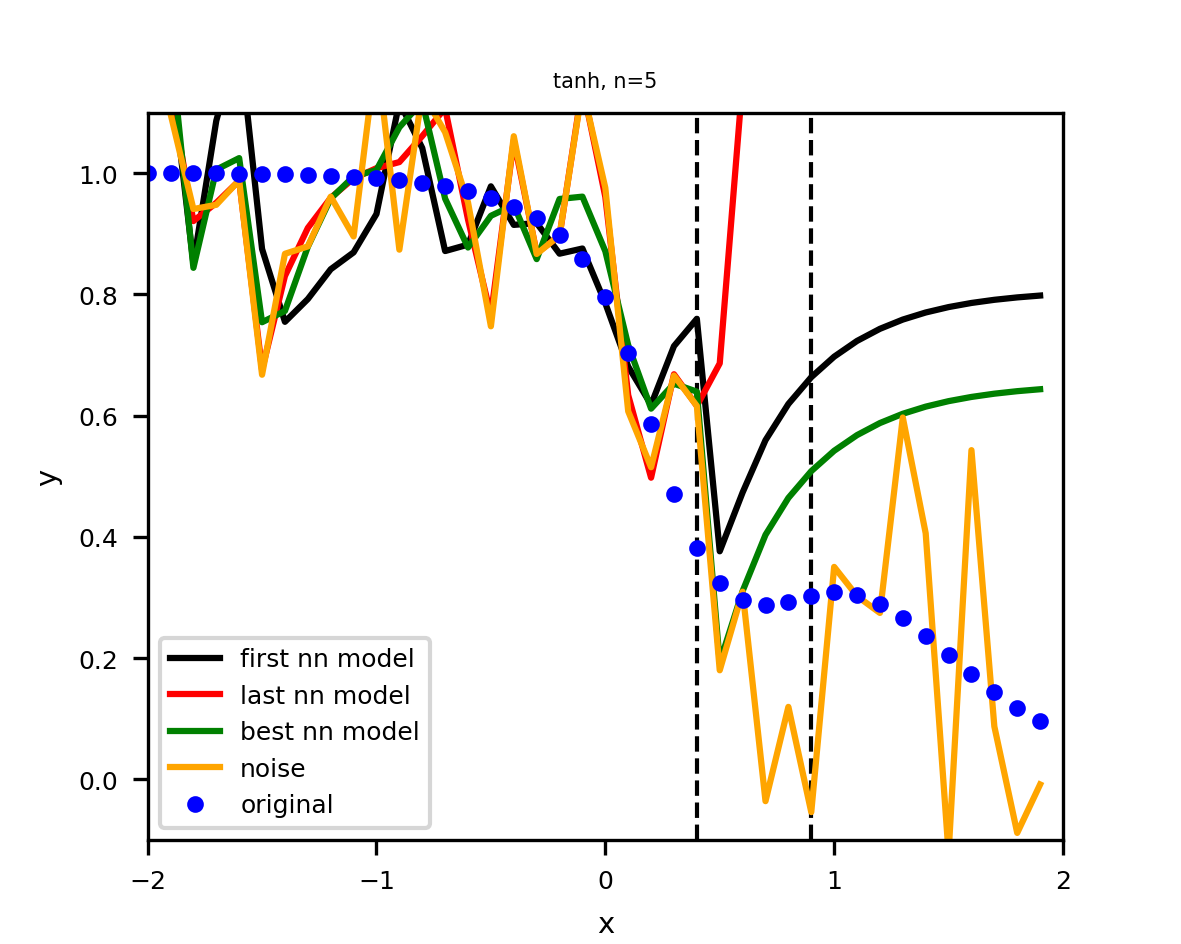 tanh, n=5
1.0
0.8
0.6
0.4
0.2
0.0
y
first nn model
last nn model
best nn model
noise
original
−2
−1
0
1
2
x